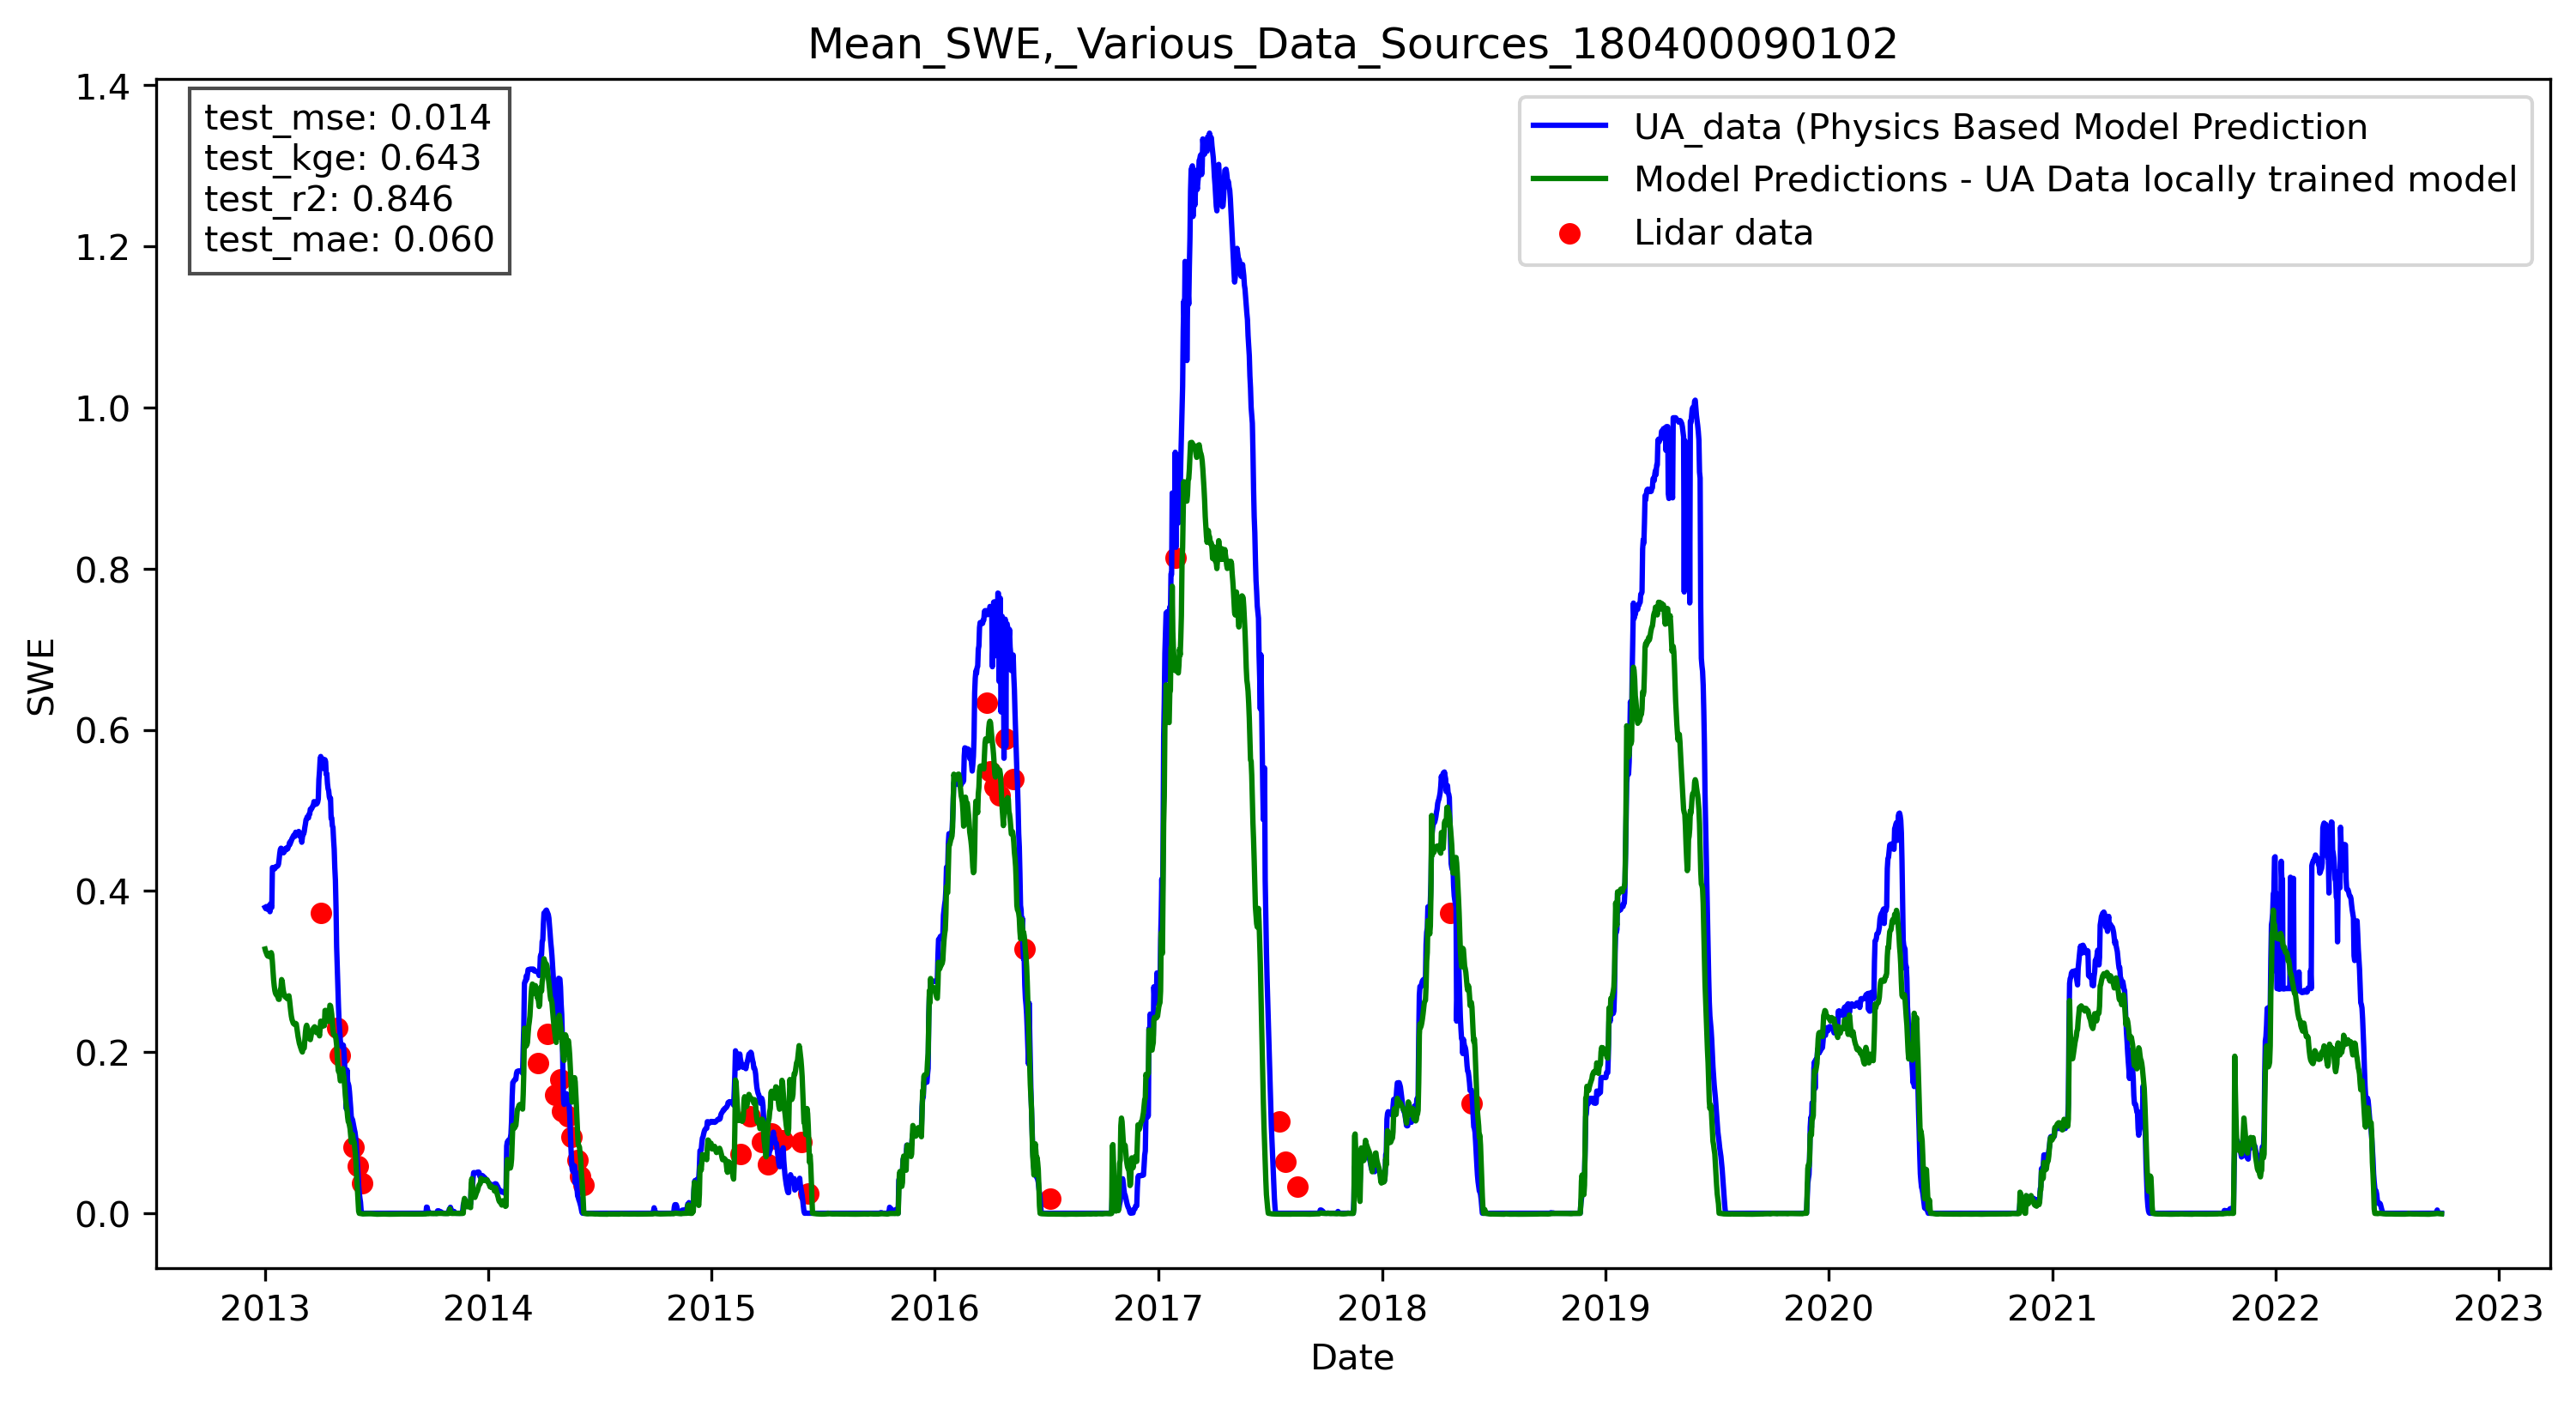 Mean_SWE,_Various_Data_Sources_180400090102
test_mse: 0.014
test_kge: 0.643
test_r2: 0.846
test_mae: 0.060
UA_data (Physics Based Model Prediction
Model Predictions - UA Data locally trained model
Lidar data
1.4
1.2
1.0
0.8
0.6
0.4
0.2
0.0
SWE
2013 2014 2015 2016 2017 2018 2019 2020 2021 2022 2023
Date